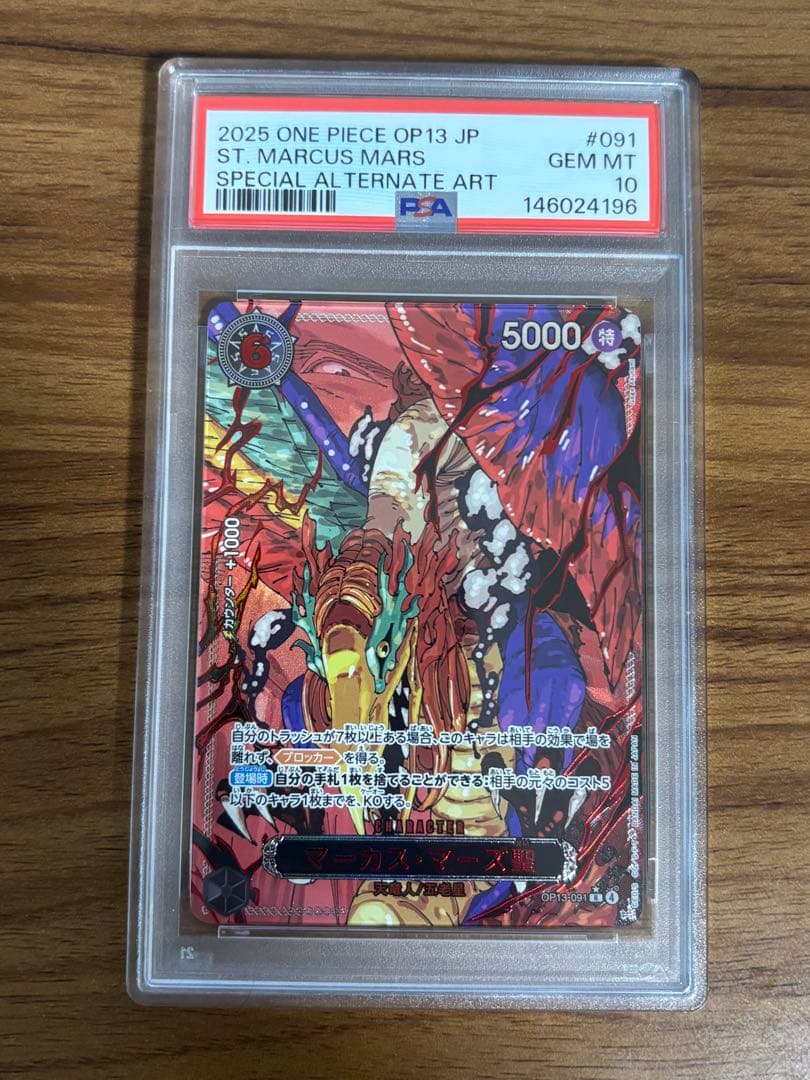 2025 ONE PIECE OP13 JP
#091
ST. MARCUS MARS
GEM MT
SPECIAL ALTERNATE ART
10
PSA
146024196
6
5000
特
カウンター +1000
自分のトラッシュが7枚以上ある場合、このキャラは相手の効果で場を
離れず、ブロッカーを得る。
登場時 自分の手札1枚を捨てることができる:相手の元々のコスト5
以下のキャラ1枚までを、KOする。
CHARACTER
マーカス・マーズ聖
天竜人/五老星
OP13-091 R 4
BANDAI MADE IN JAPAN
21